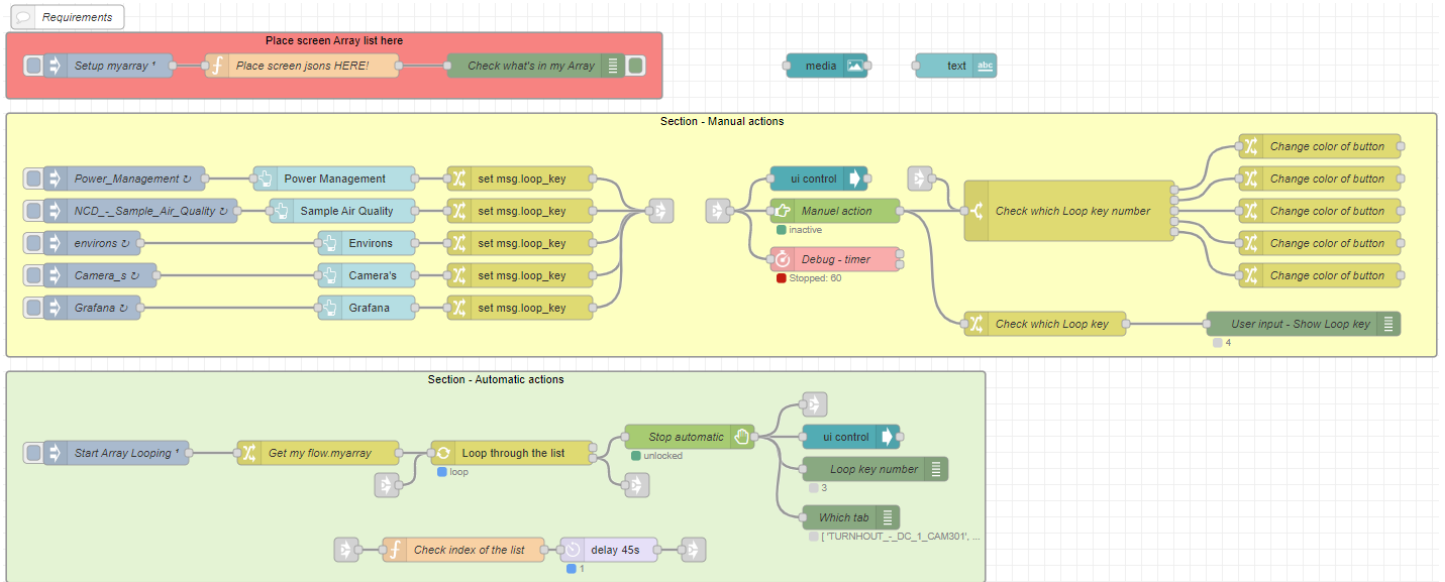 Requirements
Place screen Array list here
Setup myarray ¹
Place screen jsons HERE!
Check what's in my Array
media
text
abc
Section - Manual actions
Power_Management ↻
Power Management
set msg.loop_key
NCD_-_Sample_Air_Quality ↻
Sample Air Quality
set msg.loop_key
environs ↻
Environs
set msg.loop_key
Camera_s ↻
Camera's
set msg.loop_key
Grafana ↻
Grafana
set msg.loop_key
ui control
Manuel action
inactive
Debug - timer
Stopped: 60
Check which Loop key number
Change color of button
Change color of button
Change color of button
Change color of button
Change color of button
Check which Loop key
User input - Show Loop key
4
Section - Automatic actions
Start Array Looping ¹
Get my flow.myarray
Loop through the list
loop
Stop automatic
unlocked
ui control
Loop key number
3
Which tab
[ 'TURNHOUT_-_DC_1_CAM301', ...
Check index of the list
delay 45s
1